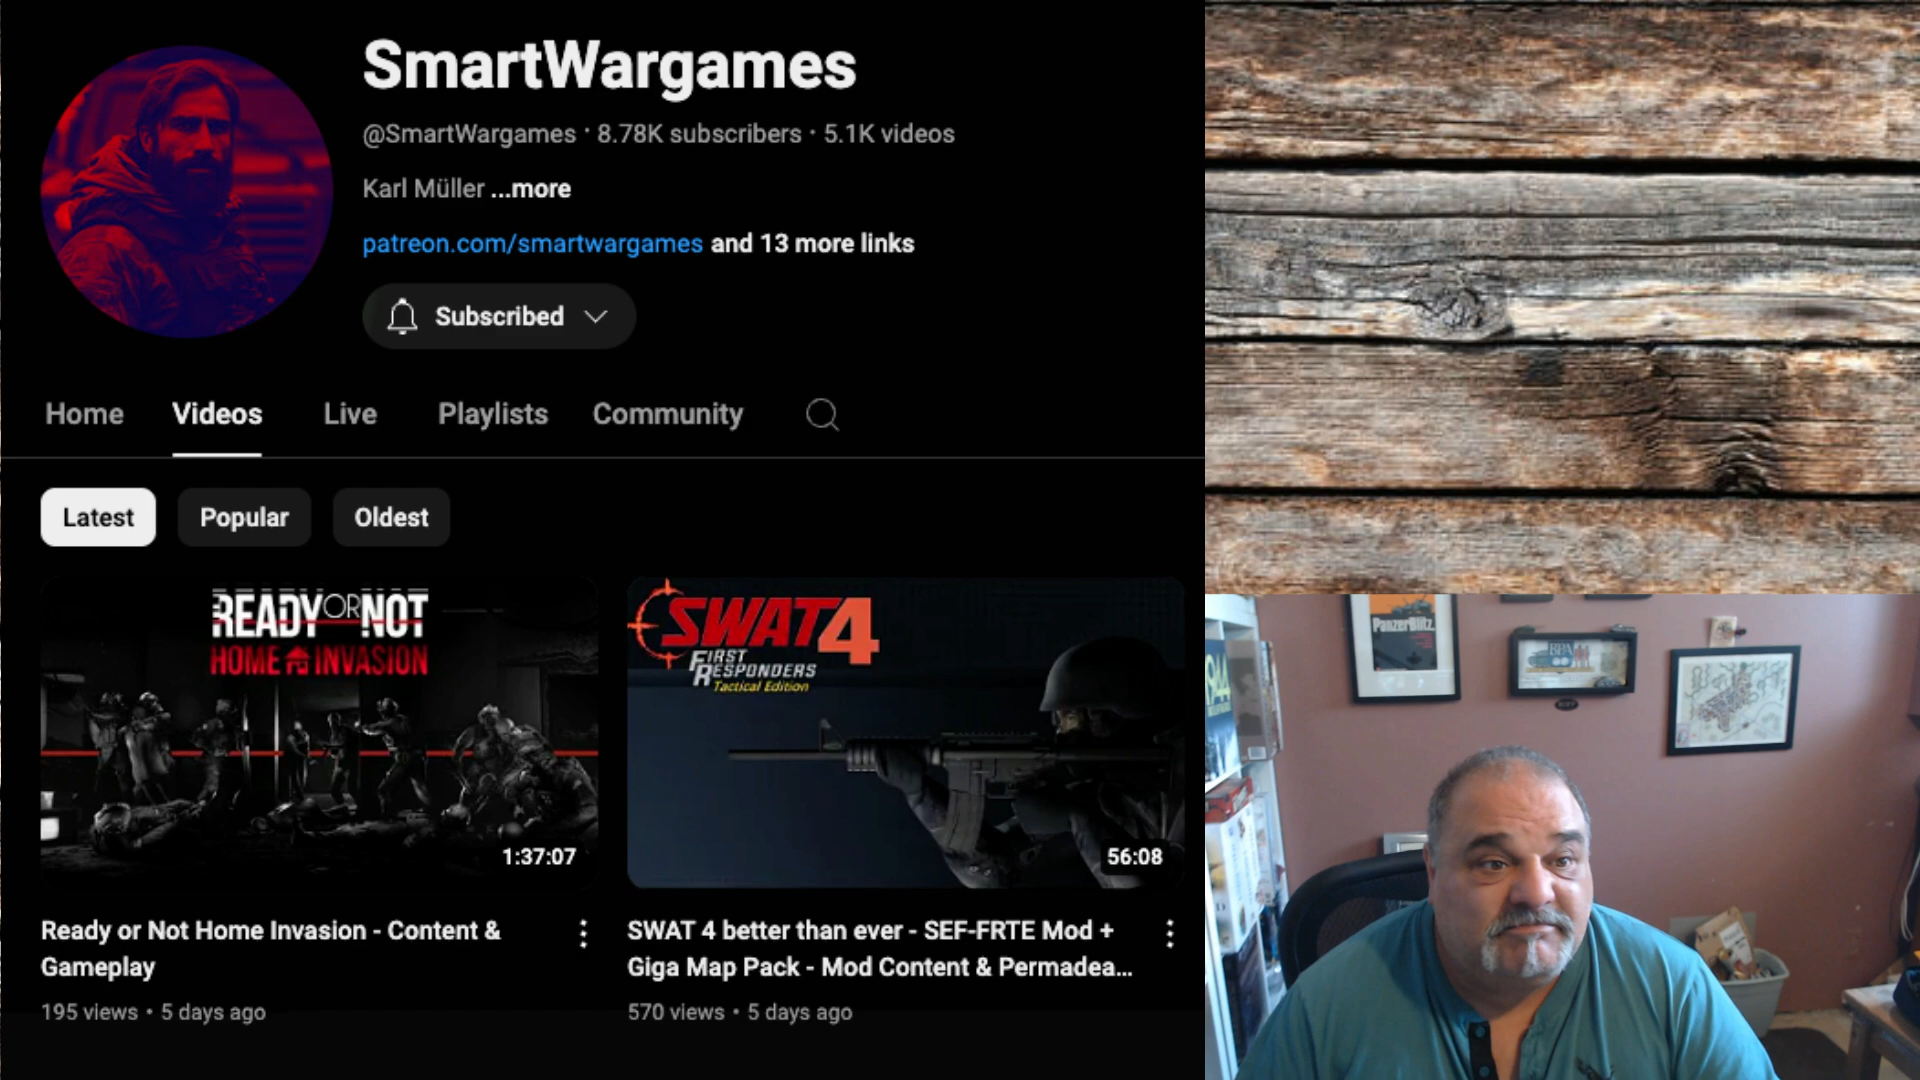 SmartWargames
@SmartWargames · 8.78K subscribers · 5.1K videos
Karl Müller ...more
patreon.com/smartwargames and 13 more links
Subscribed
Home Videos Live Playlists Community
Latest Popular Oldest
READY OR NOT
HOME INVASION
1:37:07
SWAT 4
FIRST
RESPONDERS
Tactical Edition
56:08
Ready or Not Home Invasion - Content &
Gameplay
195 views • 5 days ago
SWAT 4 better than ever - SEF-FRTE Mod +
Giga Map Pack - Mod Content & Permadea...
570 views • 5 days ago
PanzerBlitz.
1944